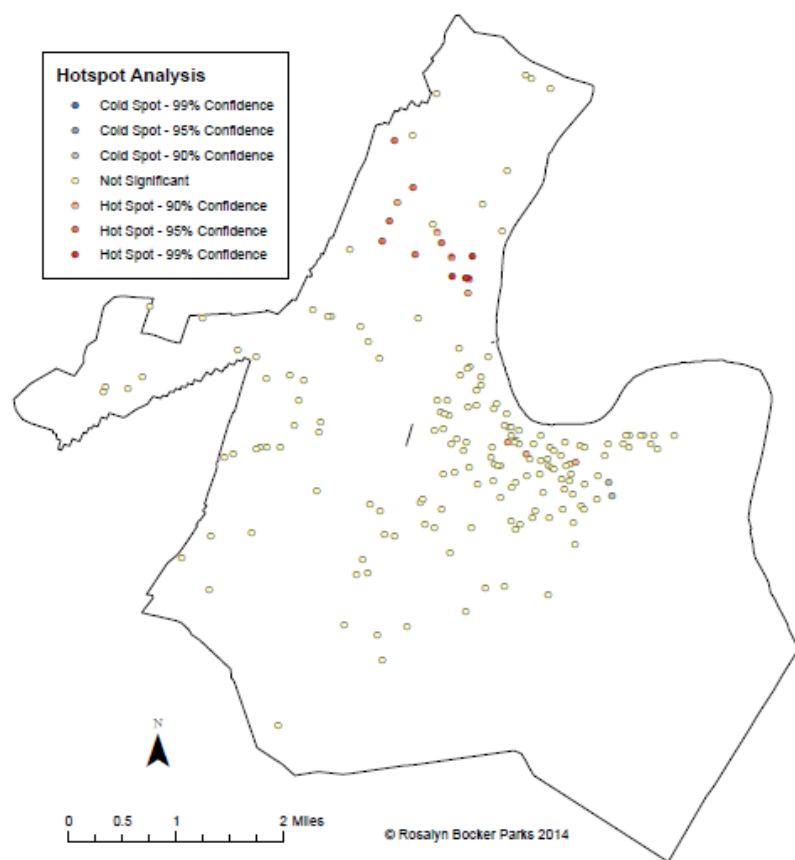 Hotspot Analysis
Cold Spot - 99% Confidence
Cold Spot - 95% Confidence
Cold Spot - 90% Confidence
Not Significant
Hot Spot - 90% Confidence
Hot Spot - 95% Confidence
Hot Spot - 99% Confidence
N
0 0.5 1 2 Miles
© Rosalyn Bocker Parks 2014